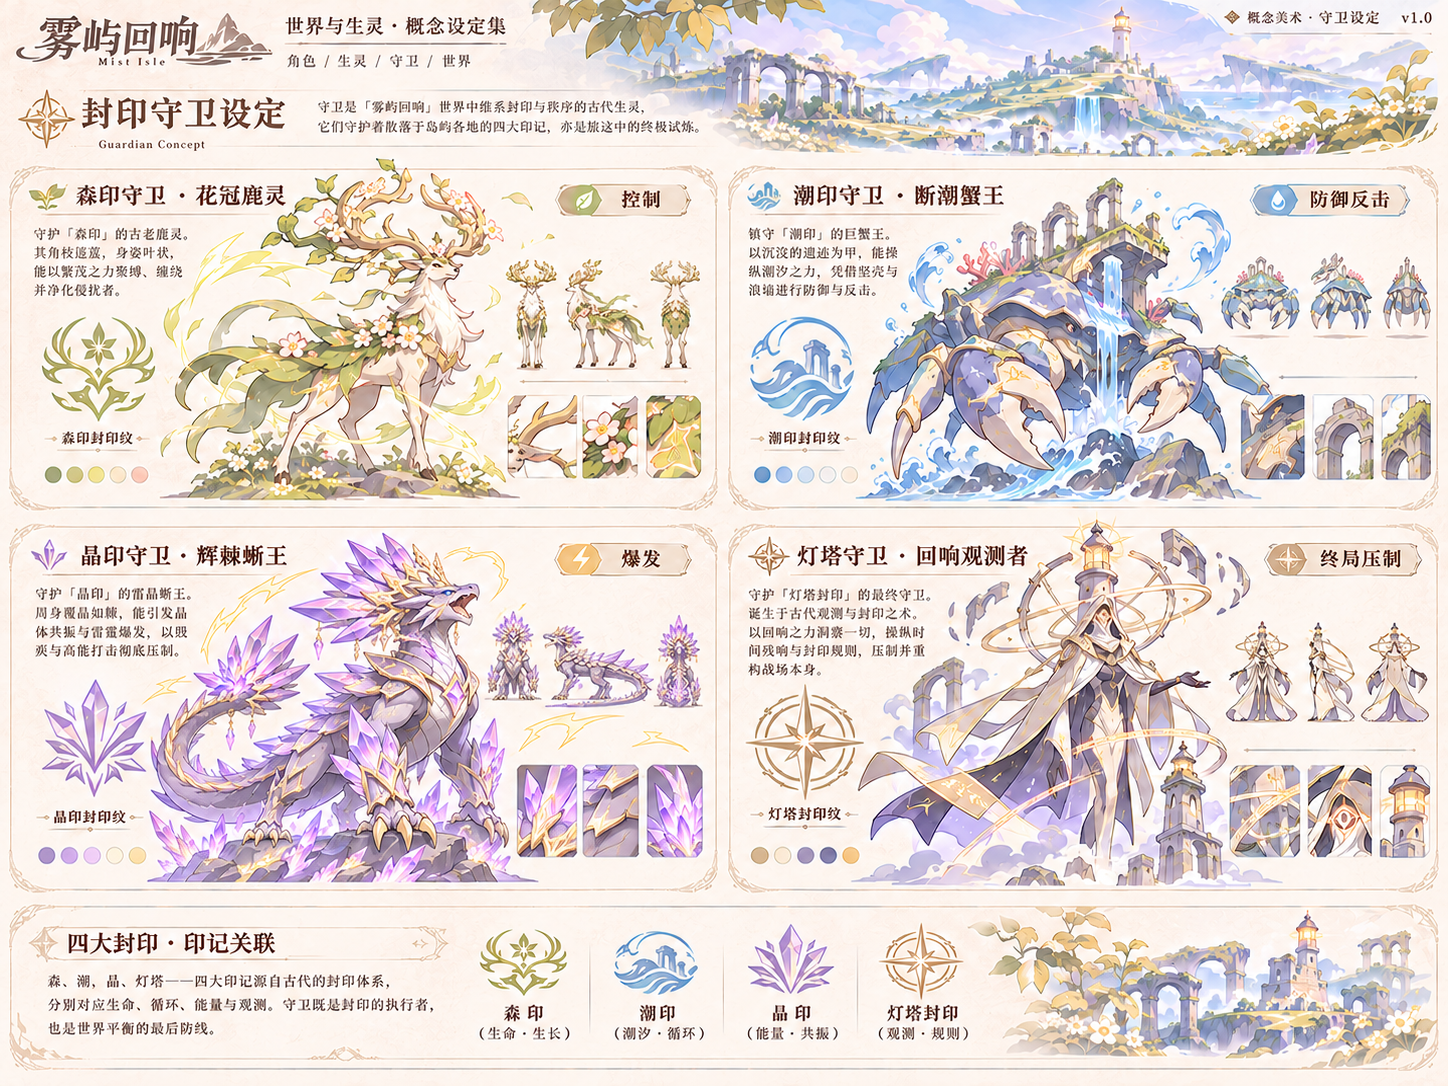 雾屿回响
Mist Isle
世界与生灵·概念设定集
角色 / 生灵 / 守卫 / 世界
概念美术·守卫设定 v1.0
封印守卫设定
Guardian Concept
守卫是「雾屿回响」世界中维系封印与秩序的古代生灵，
它们守护着散落于岛屿各地的四大印记，亦是旅这中的终极试炼。
森印守卫·花冠鹿灵
控制
守护「森印」的古老鹿灵。
其角枝，身姿叶状，
能以繁茂之力聚缚、缠绕
并净化侵扰者。
森印封印纹
潮印守卫·断潮蟹王
防御反击
镇守「潮印」的巨蟹王。
以沉没的遗迹为甲，能操
纵潮汐之力，凭借坚壳与
浪墙进行防御与反击。
潮印封印纹
晶印守卫·辉棘蜥王
爆发
守护「晶印」的雷晶蜥王。
周身覆晶如棘，能引发晶
体共振与雷霆爆发，以
与高能打击彻底压制。
晶印封印纹
灯塔守卫·回响观测者
终局压制
守护「灯塔封印」的最终守卫。
诞生于古代观测与封印之术。
以回响之力洞察一切，操纵时
间残响与封印规则，压制并重
构战场本身。
灯塔封印纹
四大封印·印记关联
森、潮，晶、灯塔——四大印记源自古代的封印体系，
分别对应生命、循环、能量与观测。守卫既是封印的执行者，
也是世界平衡的最后防线。
森 印
（生命·生长）
潮印
（潮汐·循环）
晶 印
（能量·共振）
灯塔封印
（观测·规则）